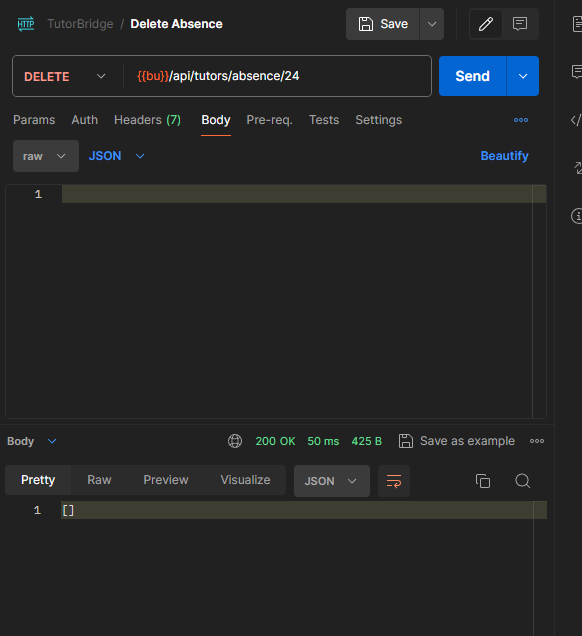 HTTP TutorBridge / Delete Absence Save
DELETE {{bu}}/api/tutors/absence/24 Send
Params Auth Headers (7) Body Pre-req. Tests Settings
raw JSON Beautify
1
Body 200 OK 50 ms 425 B Save as example
Pretty Raw Preview Visualize JSON
1 []